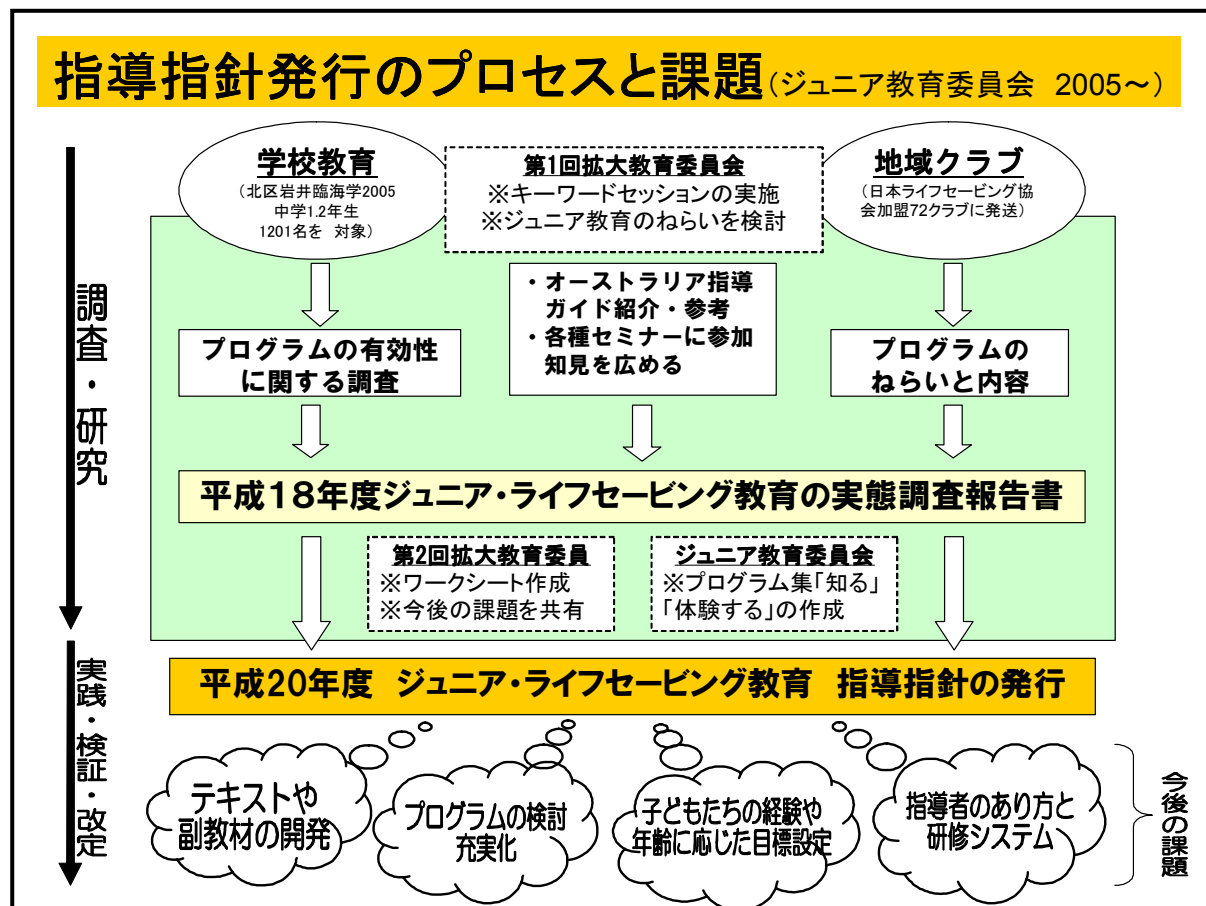 指導指針発行のプロセスと課題(ジュニア教育委員会 2005~)
調査・研究
学校教育
(北区岩井臨海学2005
中学1.2年生
1201名を 対象)
第1回拡大教育委員会
※キーワードセッションの実施
※ジュニア教育のねらいを検討
地域クラブ
(日本ライフセービング協
会加盟72クラブに発送)
プログラムの有効性
に関する調査
・オーストラリア指導
ガイド紹介・参考
・各種セミナーに参加
知見を広める
プログラムの
ねらいと内容
平成18年度ジュニア・ライフセービング教育の実態調査報告書
第2回拡大教育委員
※ワークシート作成
※今後の課題を共有
ジュニア教育委員会
※プログラム集「知る」
「体験する」の作成
実践・検証・改定
平成20年度 ジュニア・ライフセービング教育 指導指針の発行
テキストや
副教材の開発
プログラムの検討
充実化
子どもたちの経験や
年齢に応じた目標設定
指導者のあり方と
研修システム
今後の課題